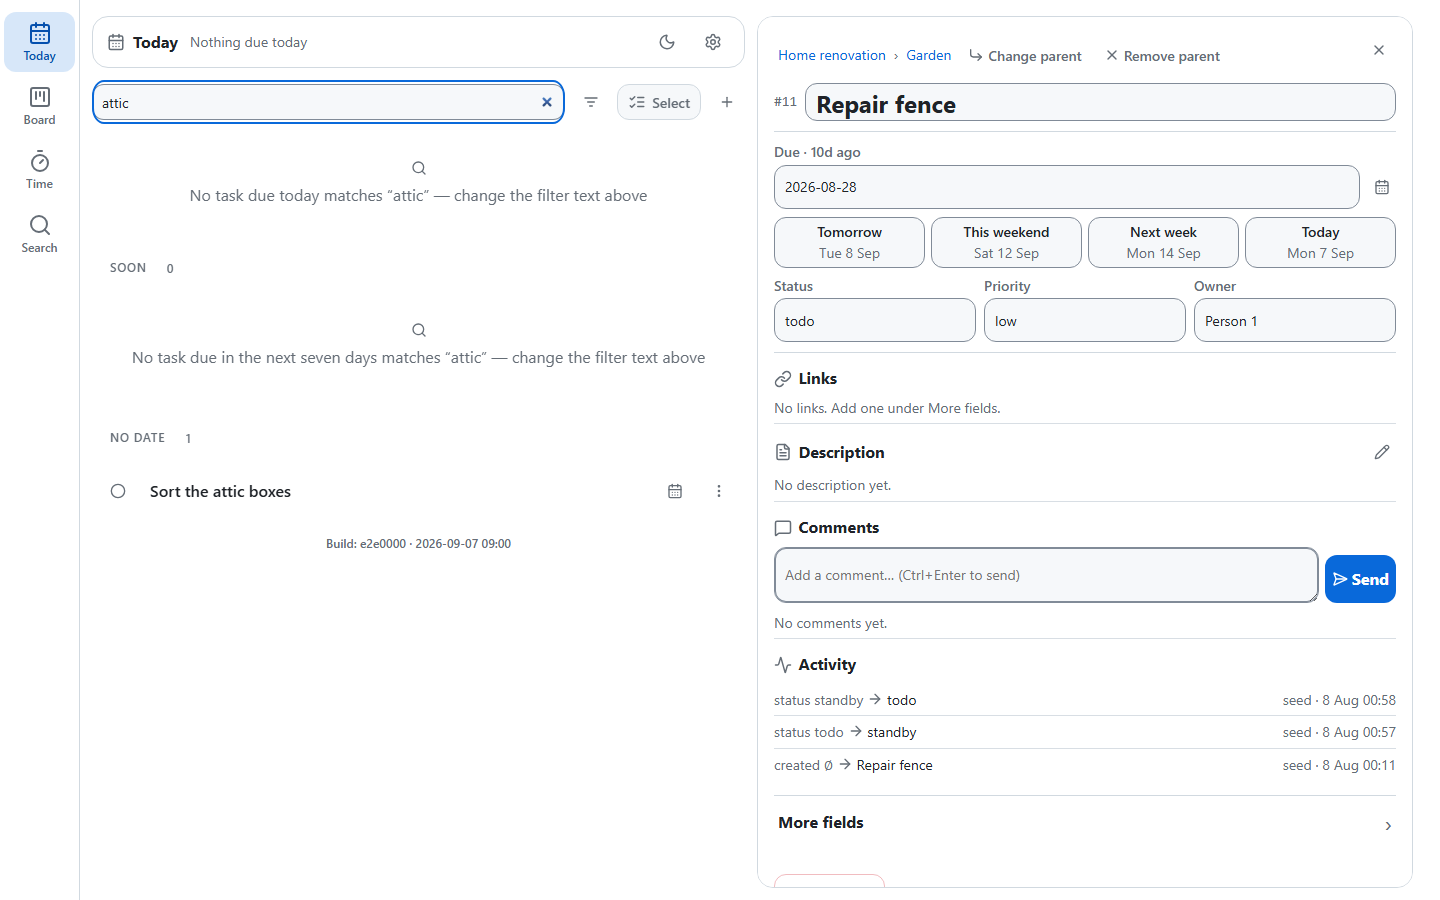 Today
Board
Time
Search
Today Nothing due today
attic
Select
No task due today matches “attic” — change the filter text above
SOON 0
No task due in the next seven days matches “attic” — change the filter text above
NO DATE 1
Sort the attic boxes
Build: e2e0000 · 2026-09-07 09:00
Home renovation › Garden Change parent Remove parent
#11 Repair fence
Due · 10d ago
2026-08-28
Tomorrow
Tue 8 Sep
This weekend
Sat 12 Sep
Next week
Mon 14 Sep
Today
Mon 7 Sep
Status
todo
Priority
low
Owner
Person 1
Links
No links. Add one under More fields.
Description
No description yet.
Comments
Add a comment... (Ctrl+Enter to send)
Send
No comments yet.
Activity
status standby → todo seed · 8 Aug 00:58
status todo → standby seed · 8 Aug 00:57
created ∅ → Repair fence seed · 8 Aug 00:11
More fields